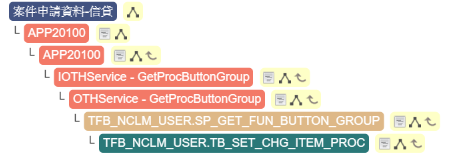 案件申請資料-信貸
APP20100
APP20100
IOTHService - GetProcButtonGroup
OTHService - GetProcButtonGroup
TFB_NCLM_USER.SP_GET_FUN_BUTTON_GROUP
TFB_NCLM_USER.TB_SET_CHG_ITEM_PROC